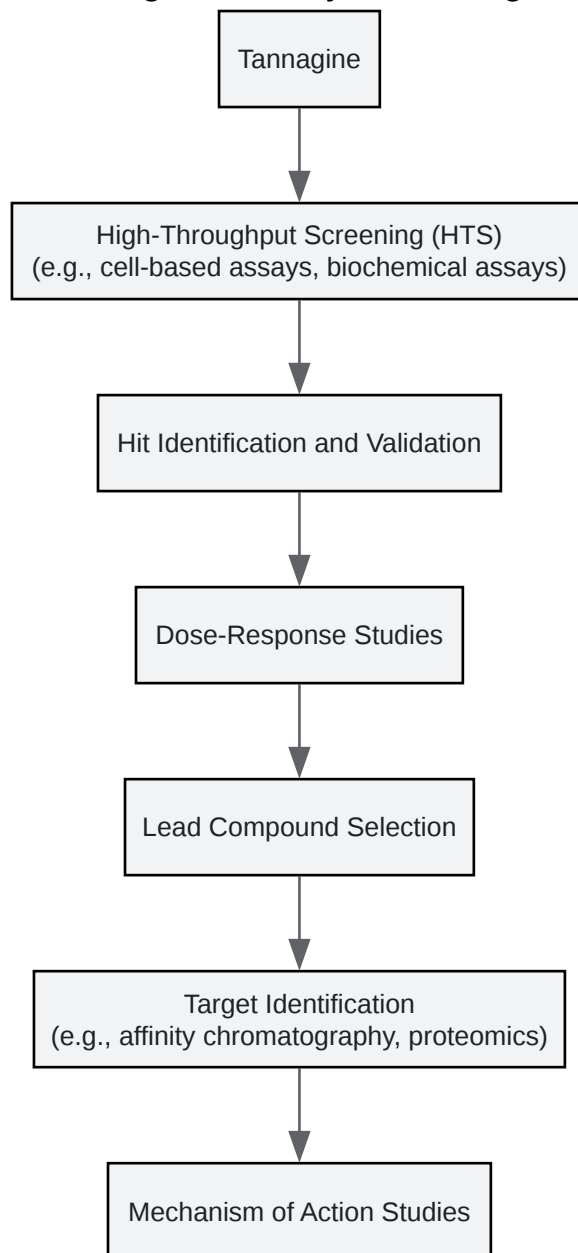 Tannagine
High-Throughput Screening (HTS)
(e.g., cell-based assays, biochemical assays)
Hit Identification and Validation
Dose-Response Studies
Lead Compound Selection
Target Identification
(e.g., affinity chromatography, proteomics)
Mechanism of Action Studies